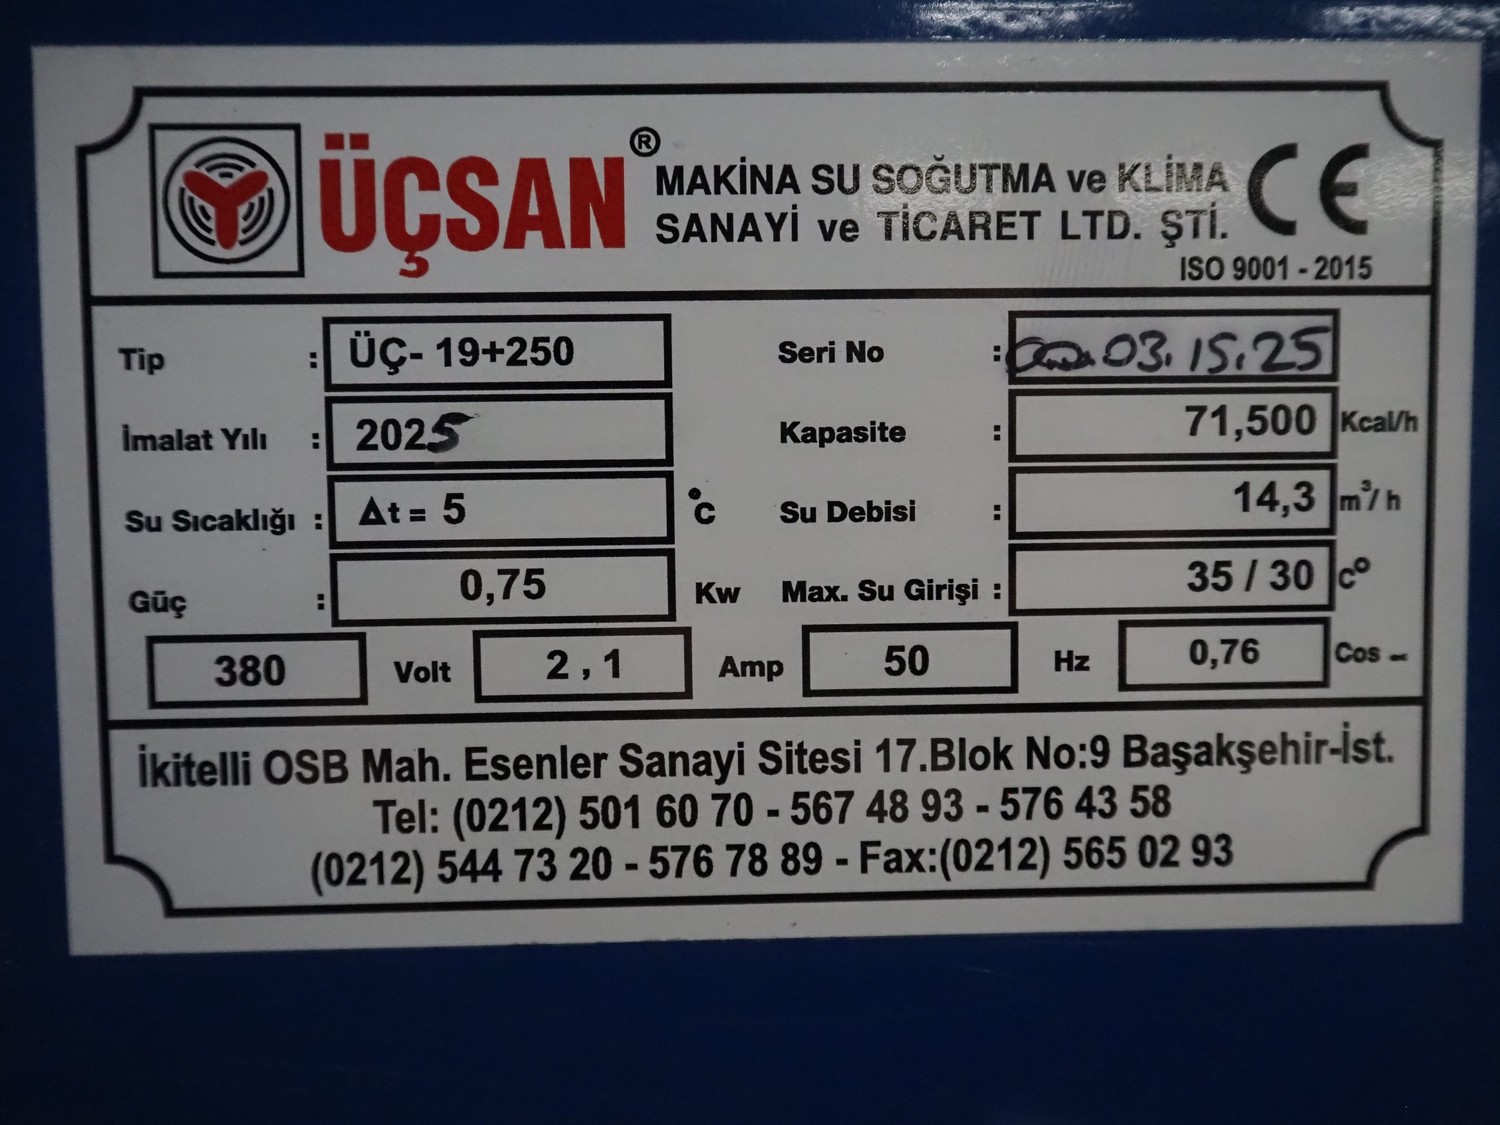 ÜÇSAN ® MAKİNA SU SOĞUTMA ve KLİMA
SANAYİ ve TİCARET LTD. ŞTİ. CE
ISO 9001 - 2015
Tip : ÜÇ- 19+250 Seri No : 03.15.25
İmalat Yılı : 2025 Kapasite : 71,500 Kcal/h
Su Sıcaklığı : Δt = 5 °C Su Debisi : 14,3 m³/h
Güç : 0,75 Kw Max. Su Girişi : 35 / 30 C°
380 Volt 2,1 Amp 50 Hz 0,76 Cos -
İkitelli OSB Mah. Esenler Sanayi Sitesi 17.Blok No:9 Başakşehir-İst.
Tel: (0212) 501 60 70 - 567 48 93 - 576 43 58
(0212) 544 73 20 - 576 78 89 - Fax:(0212) 565 02 93